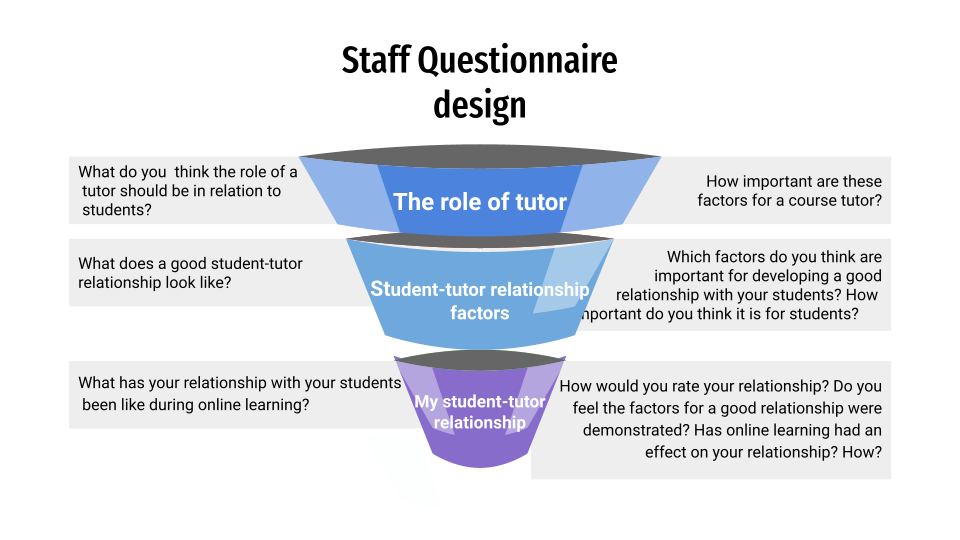 Staff Questionnaire
design
What do you  think the role of a
tutor should be in relation to
students?
The role of tutor
How important are these
factors for a course tutor?
What does a good student-tutor
relationship look like?
Student-tutor relationship
factors
Which factors do you think are
important for developing a good
relationship with your students? How
mportant do you think it is for students?
What has your relationship with your students
been like during online learning?
My student-tutor
relationship
How would you rate your relationship? Do you
feel the factors for a good relationship were
demonstrated? Has online learning had an
effect on your relationship? How?